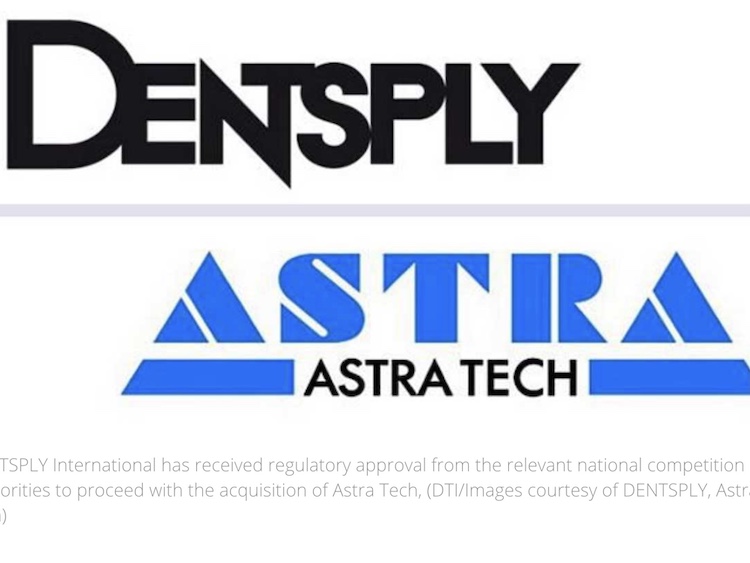 DENTSPLY
ASTRA
ASTRA TECH
TSPLY International has received regulatory approval from the relevant national competition
orities to proceed with the acquisition of Astra Tech, (DTI/Images courtesy of DENTSPLY, Astra
)